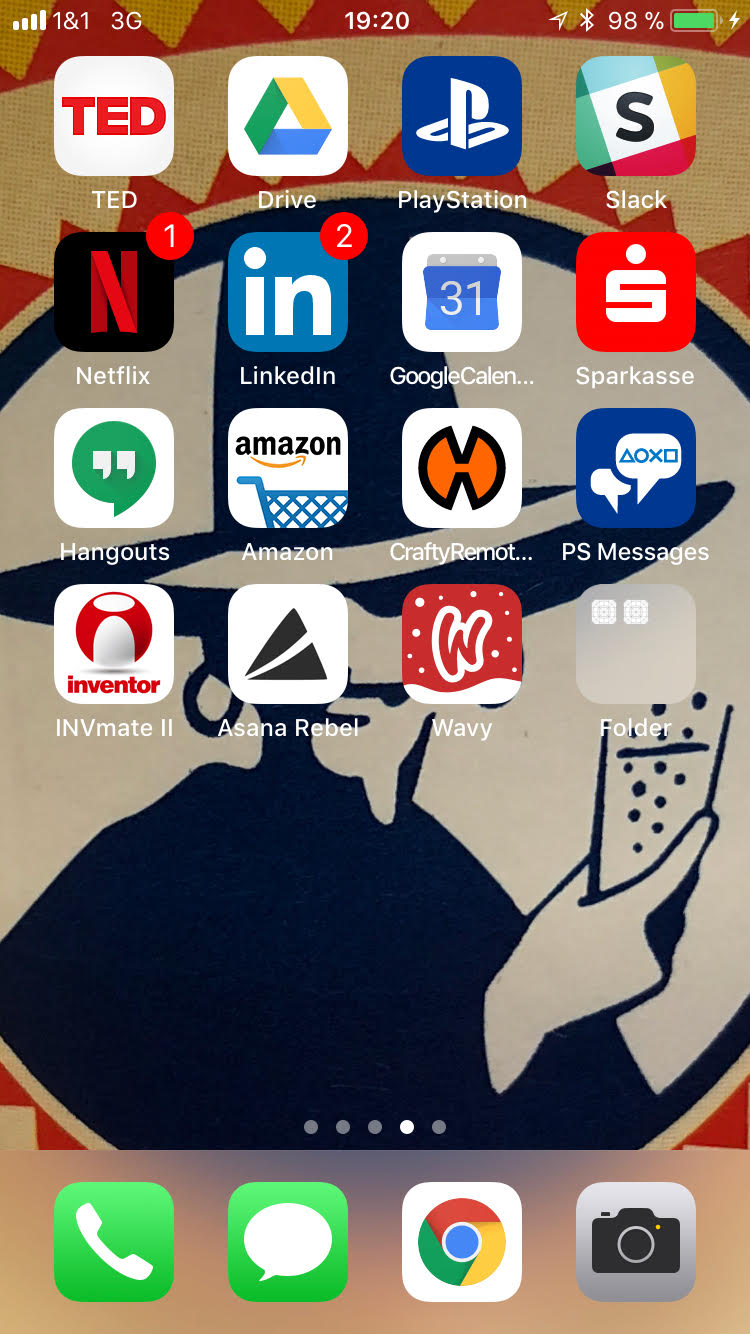 1&1 3G 19:20 98 %
TED
TED Drive PlayStation Slack
1 2
31
Netflix LinkedIn GoogleCalen... Sparkasse
amazon
Hangouts Amazon CraftyRemot... PS Messages
inventor
INVmate II Asana Rebel Wavy Folder